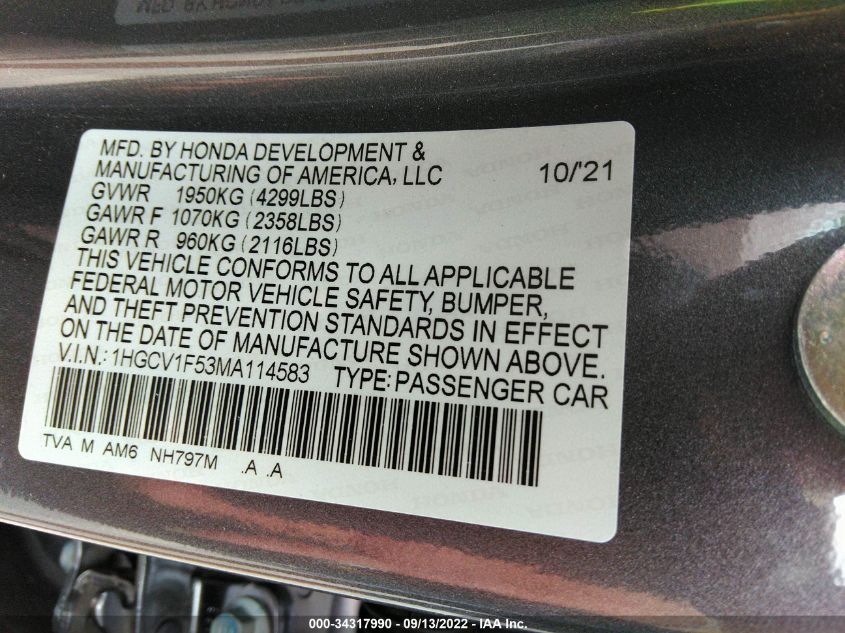 MFD. BY HONDA DEVELOPMENT &
MANUFACTURING OF AMERICA, LLC 10/'21
GVWR 1950KG (4299LBS)
GAWR F 1070KG (2358LBS)
GAWR R 960KG (2116LBS)
THIS VEHICLE CONFORMS TO ALL APPLICABLE
FEDERAL MOTOR VEHICLE SAFETY, BUMPER,
AND THEFT PREVENTION STANDARDS IN EFFECT
ON THE DATE OF MANUFACTURE SHOWN ABOVE.
V.I.N.: 1HGCV1F53MA114583 TYPE: PASSENGER CAR
TVA M AM6 NH797M .A .A
000-34317990 - 09/13/2022 - IAA Inc.